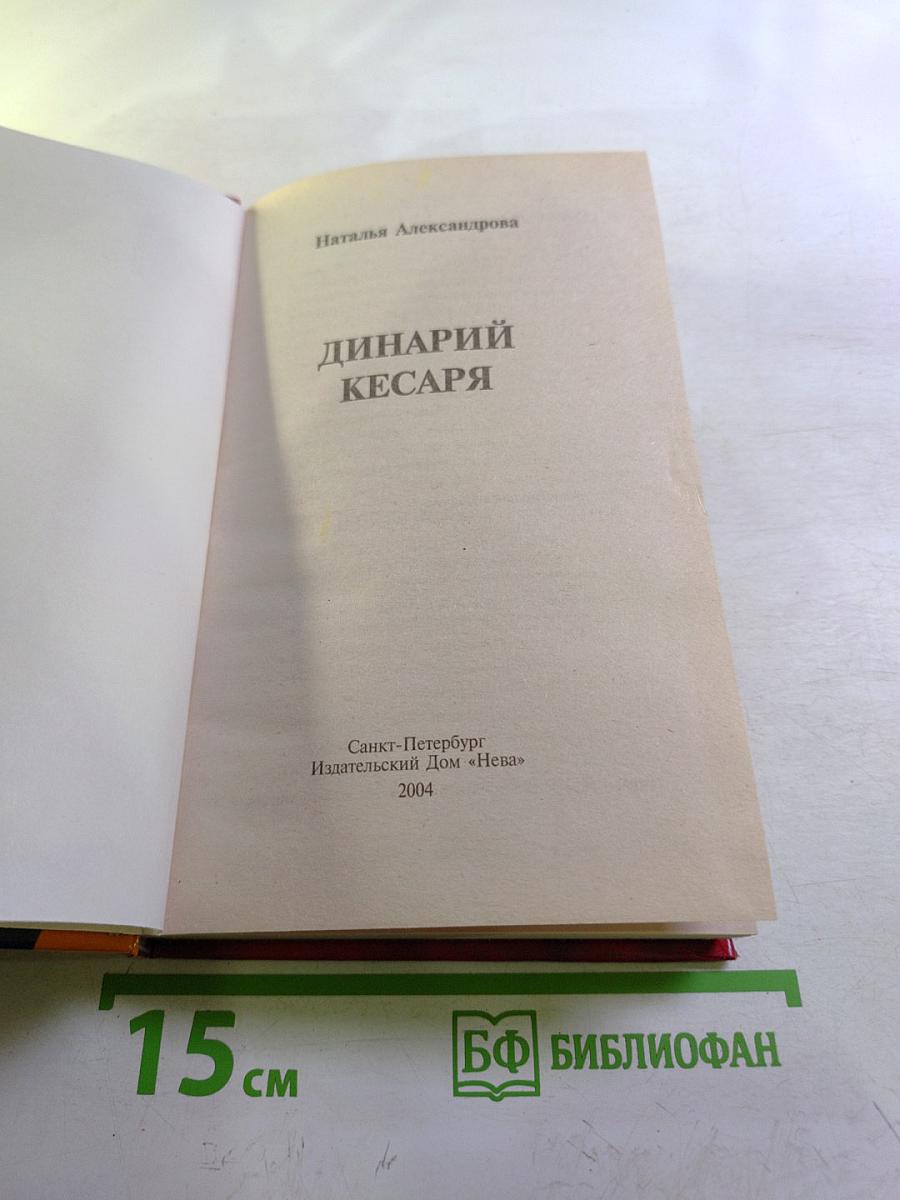 Наталья Александрова
ДИНАРИЙ
КЕСАРЯ
Санкт-Петербург
Издательский Дом «Нева»
2004
15 см
БФ БИБЛИОФАН